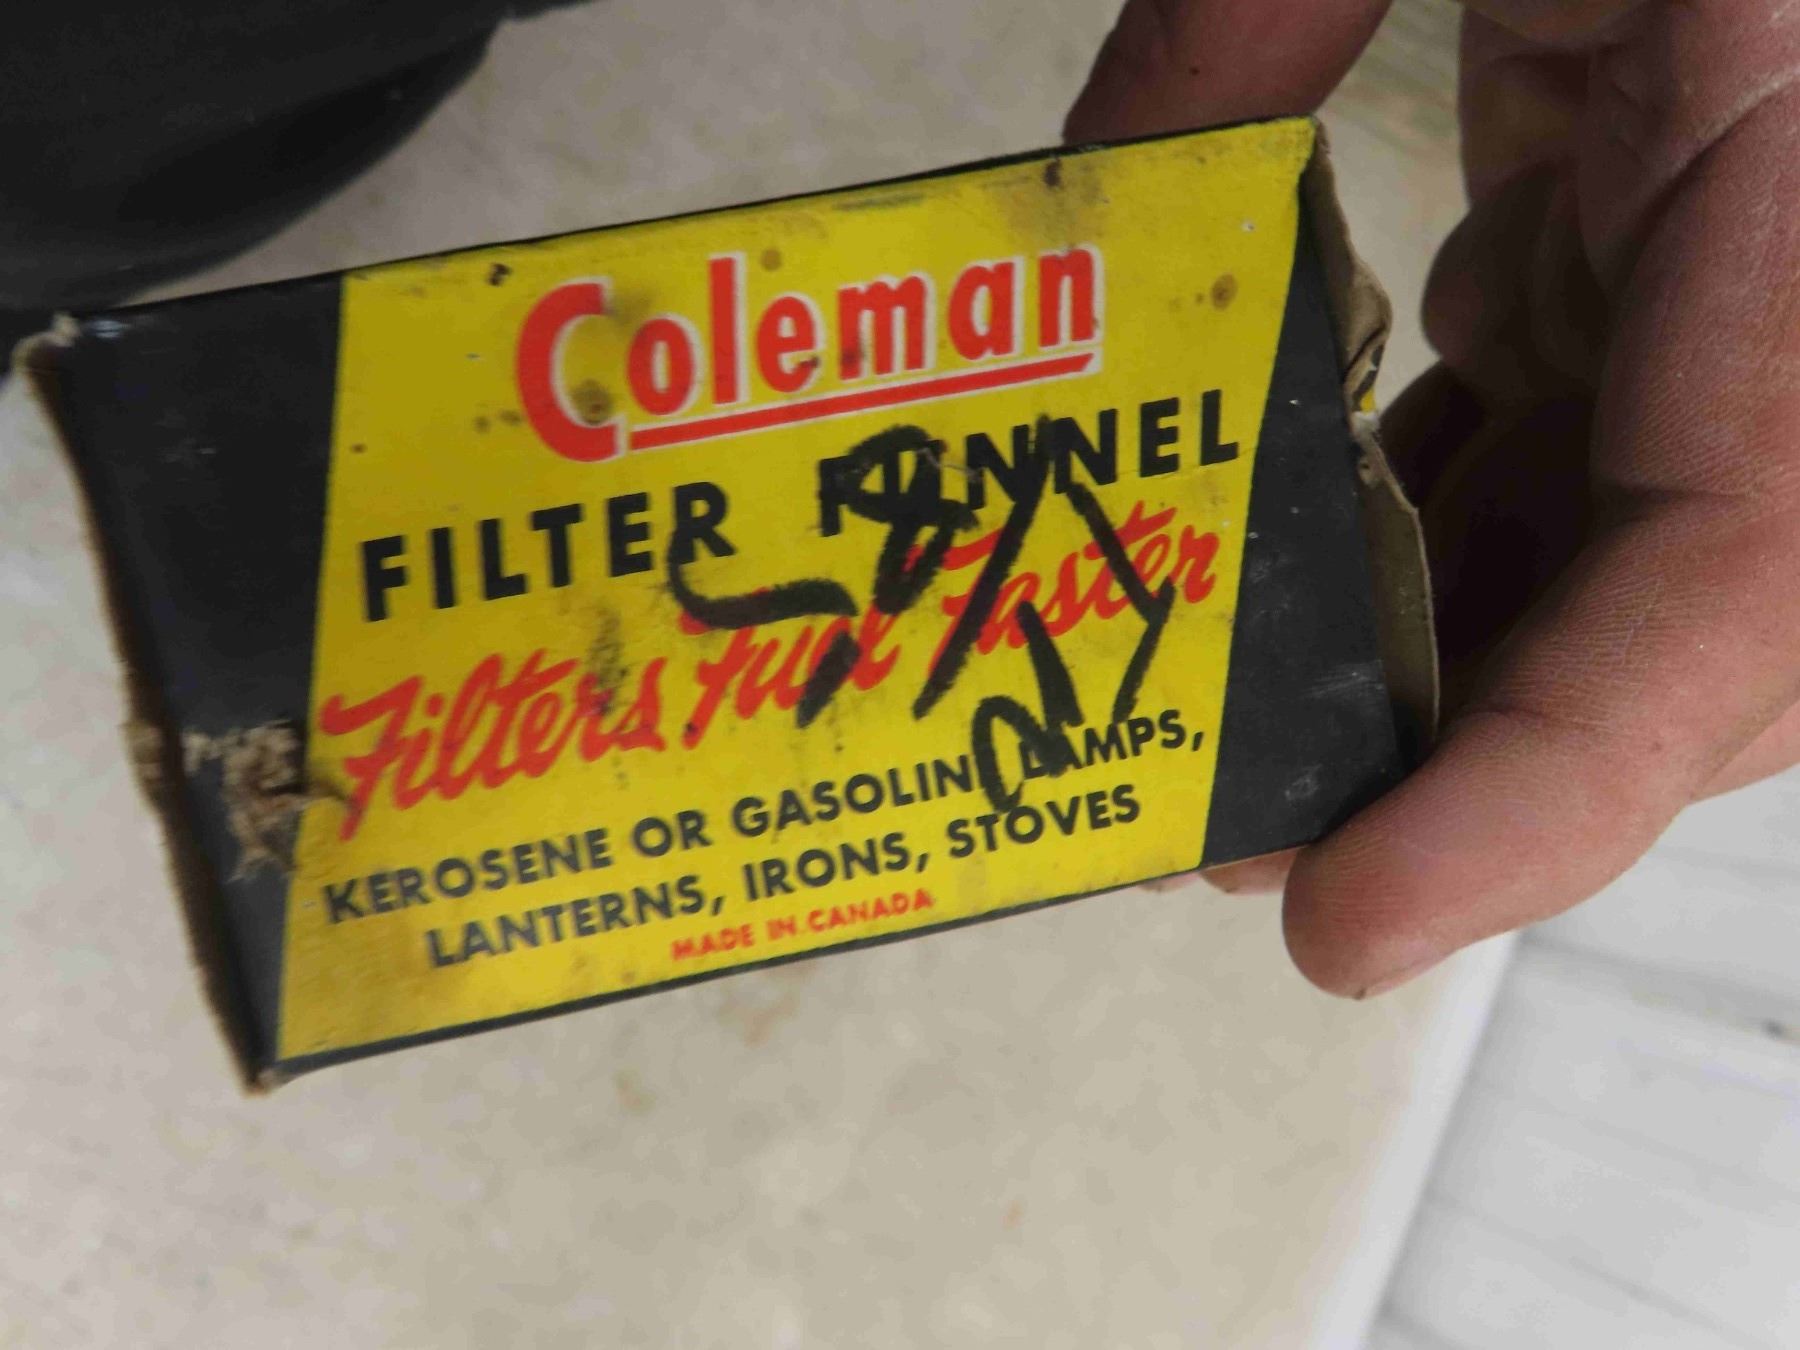 Coleman
FILTER FUNNEL
Filters Fuel Faster
KEROSENE OR GASOLINE LAMPS,
LANTERNS, IRONS, STOVES
MADE IN CANADA